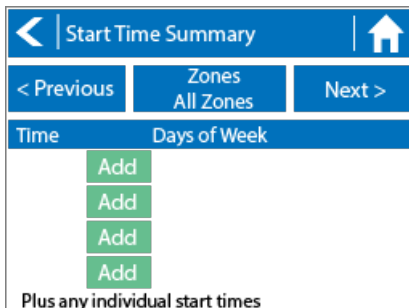 Start Time Summary
< Previous
Zones
All Zones
Next >
Time Days of Week
Add
Add
Add
Add
Plus any individual start times